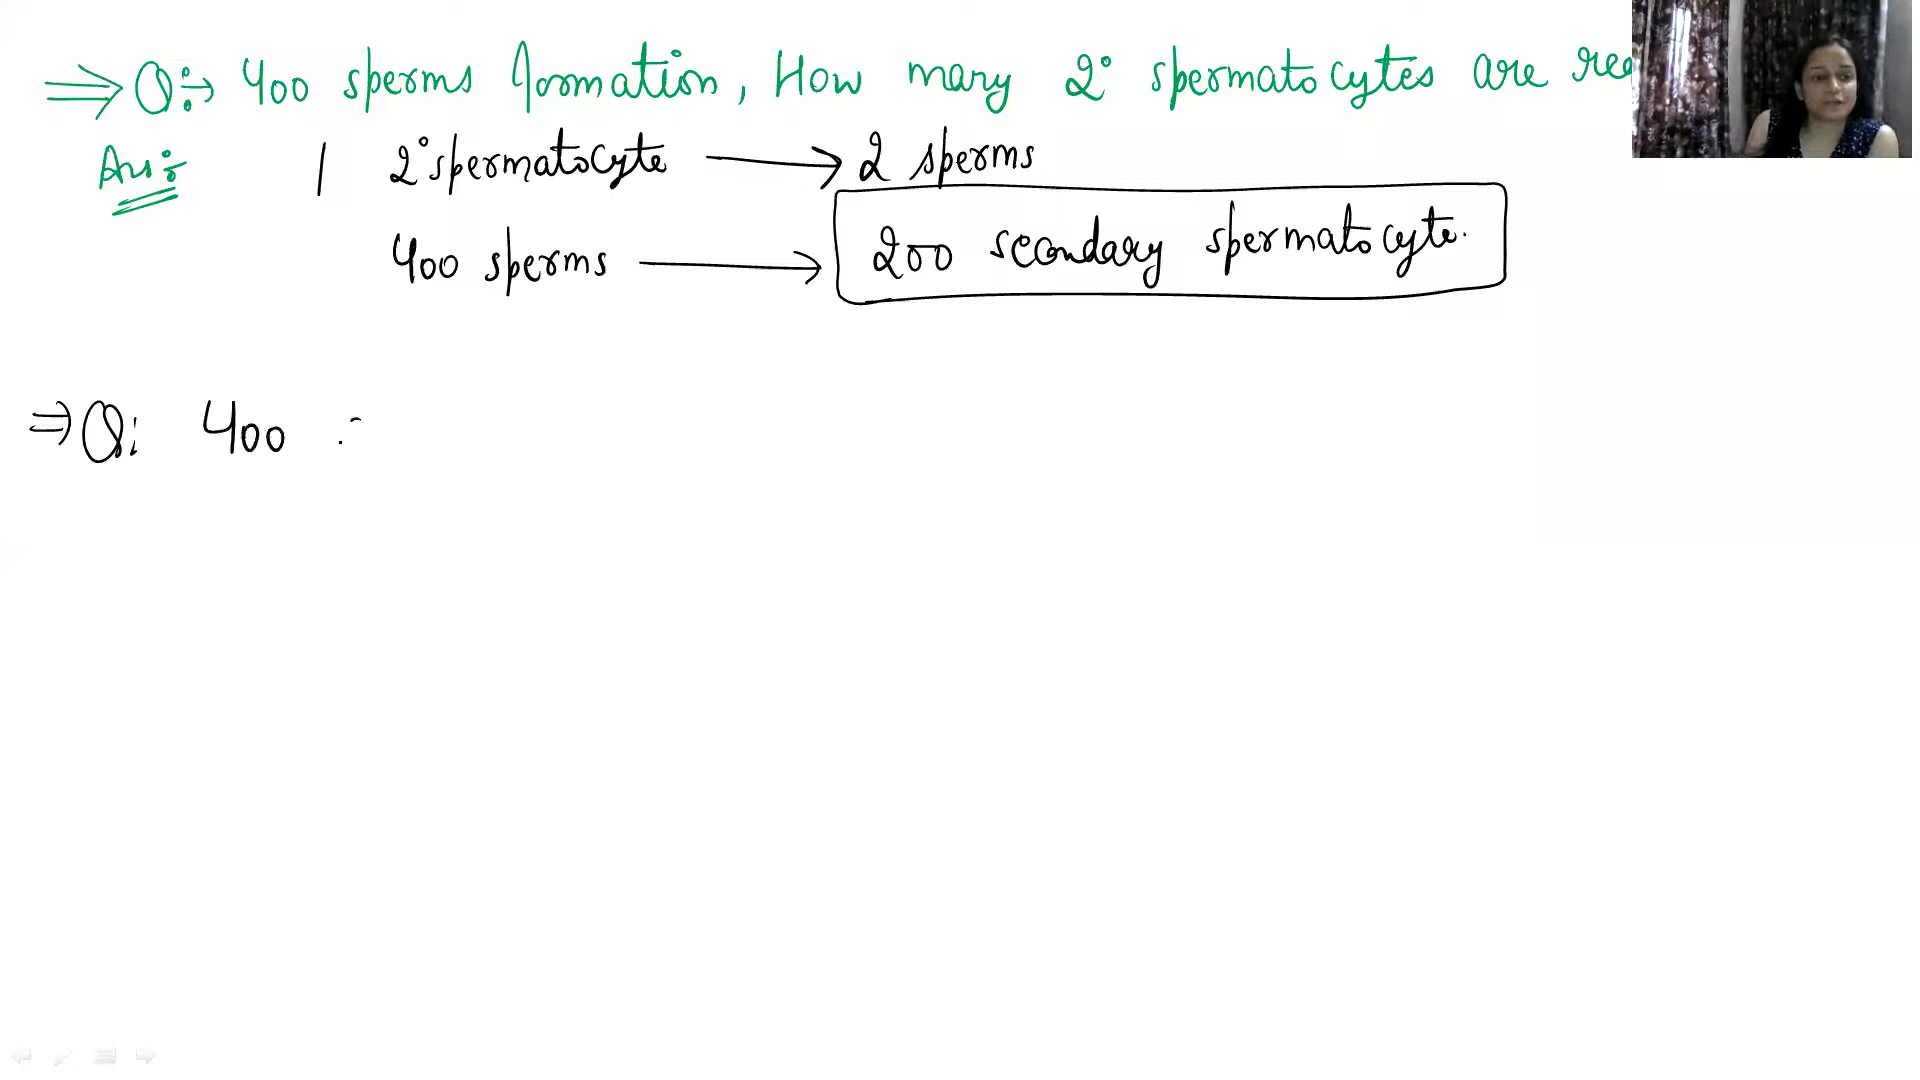 ⇒ Q:→ 400 sperms formation, How many 2° spermatocytes are
Ans:- 1 2° spermatocyte ⟶ 2 sperms
400 sperms ⟶ 200 secondary spermatocyte.
⇒ Q: 400